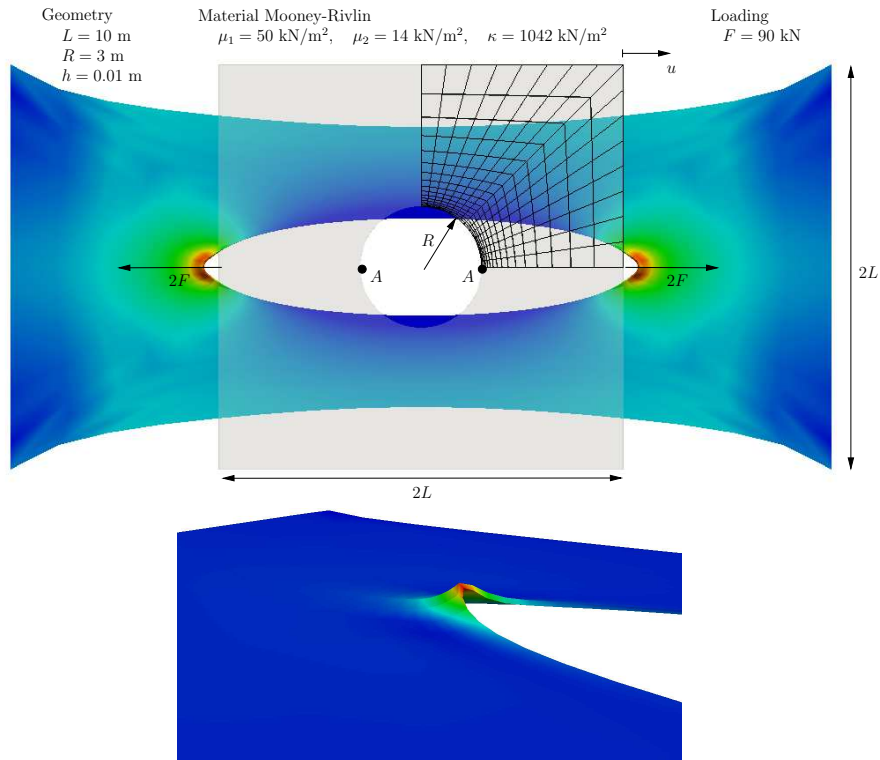 Geometry
L = 10 m
R = 3 m
h = 0.01 m
Material Mooney-Rivlin
μ₁ = 50 kN/m², μ₂ = 14 kN/m², κ = 1042 kN/m²
Loading
F = 90 kN
u
R
A
A
2F
2F
2L
2L